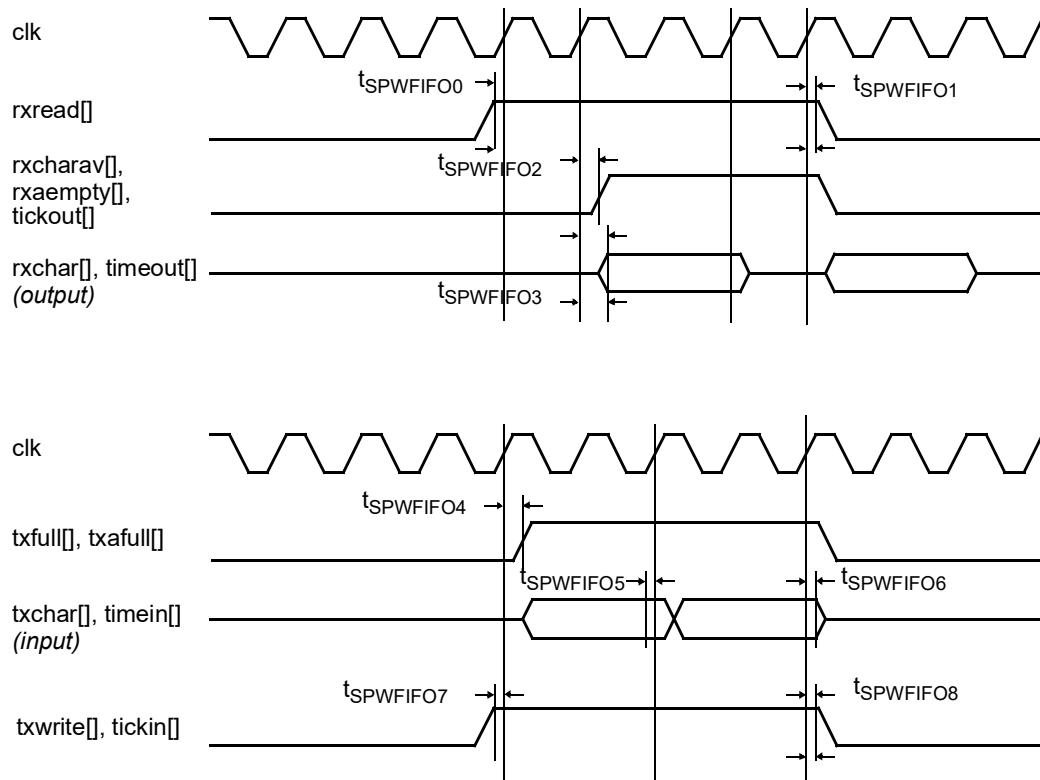 clk
tSPWFIFO0
tSPWFIFO1
rxread[]
tSPWFIFO2
rxcharav[],
rxaempty[],
tickout[]
rxchar[], timeout[]
(output)
tSPWFIFO3
clk
tSPWFIFO4
txfull[], txafull[]
tSPWFIFO5
tSPWFIFO6
txchar[], timein[]
(input)
tSPWFIFO7
tSPWFIFO8
txwrite[], tickin[]